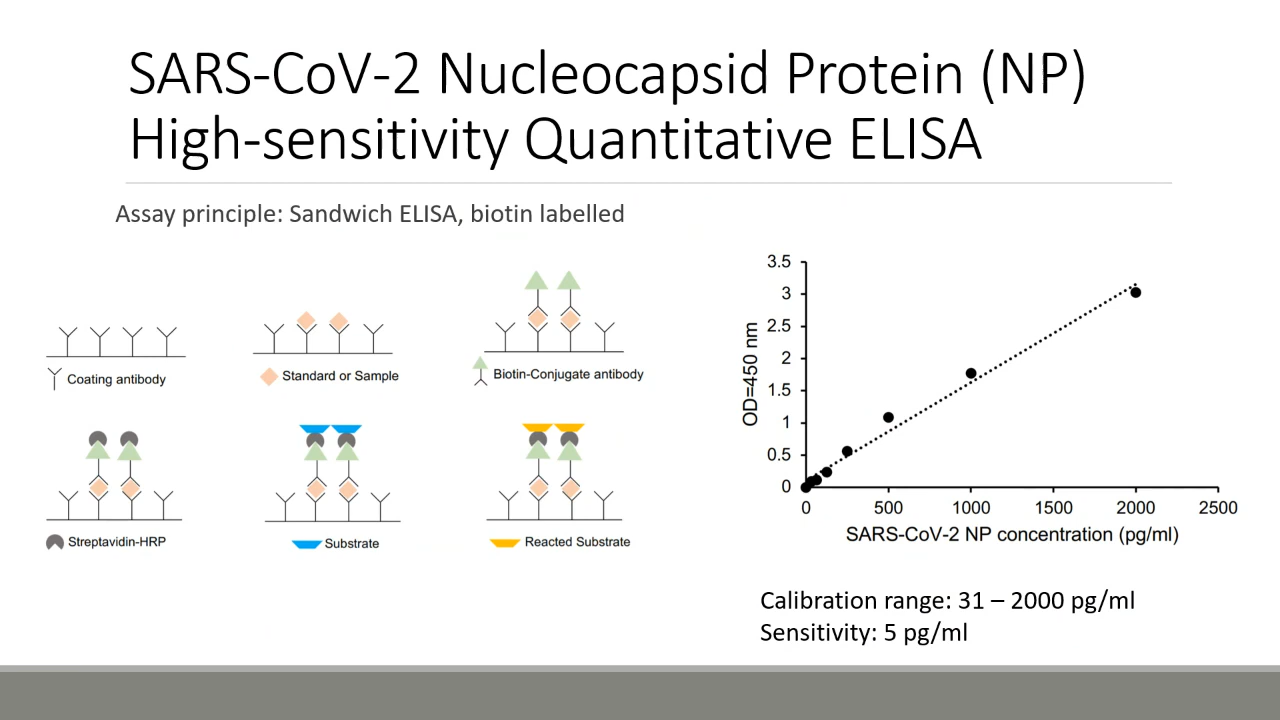 SARS-CoV-2 Nucleocapsid Protein (NP)
High-sensitivity Quantitative ELISA
Assay principle: Sandwich ELISA, biotin labelled
Coating antibody
Standard or Sample
Biotin-Conjugate antibody
Streptavidin-HRP
Substrate
Reacted Substrate
3.5
3
2.5
2
1.5
1
0.5
0
OD=450 nm
0 500 1000 1500 2000 2500
SARS-CoV-2 NP concentration (pg/ml)
Calibration range: 31 – 2000 pg/ml
Sensitivity: 5 pg/ml